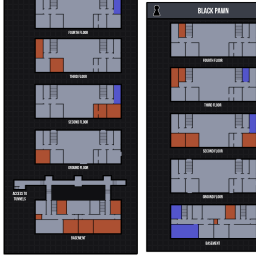 BLACK PAWN
FOURTH FLOOR
THIRD FLOOR
SECOND FLOOR
GROUND FLOOR
ACCESS TO
TUNNELS
BASEMENT
FOURTH FLOOR
THIRD FLOOR
SECOND FLOOR
GROUND FLOOR
BASEMENT